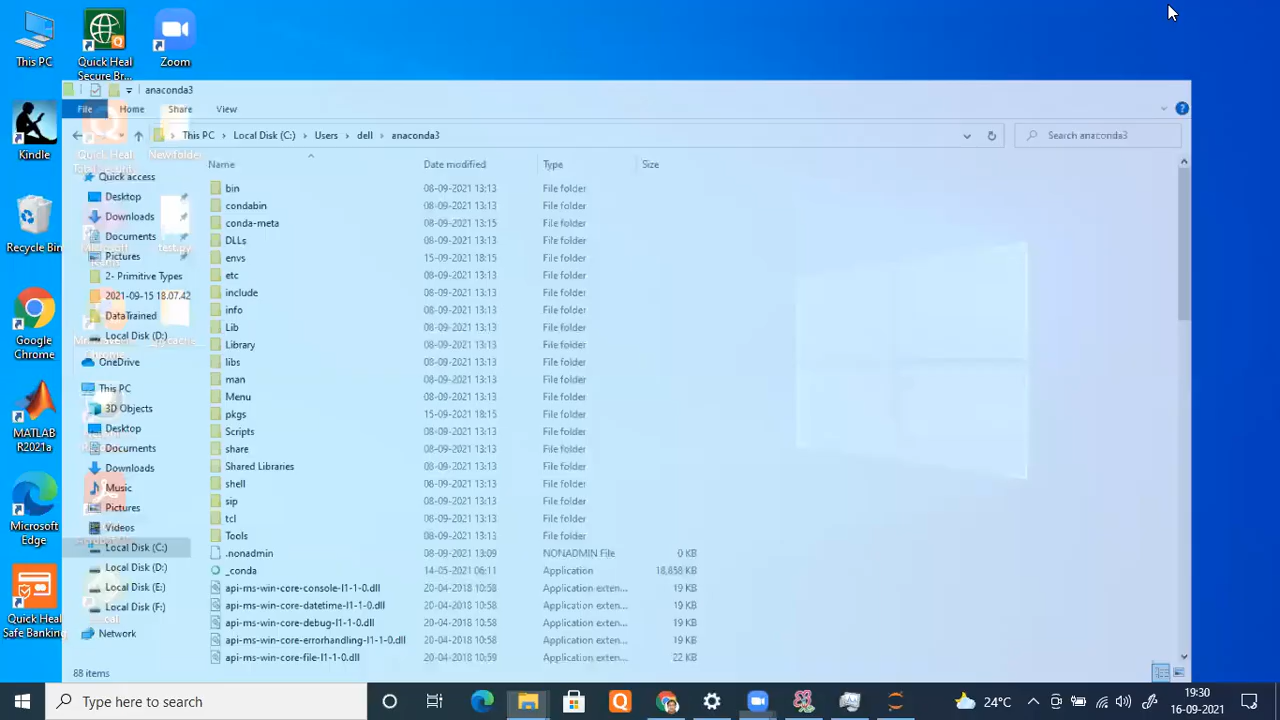 This PC
Quick Heal
Secure Br...
Zoom
Kindle
Quick Heal
New folder
Recycle Bin
Google
Chrome
MATLAB
R2021a
Microsoft
Edge
Quick Heal
Safe Banking
anaconda3
File Home Share View
This PC Local Disk (C:) Users dell anaconda3
Search anaconda3
Name Date modified Type Size
Quick access
Desktop
Downloads
Documents
Pictures
2- Primitive Types
2021-09-15 18.07.42
DataTrained
Local Disk (D:)
OneDrive
This PC
3D Objects
Desktop
Documents
Downloads
Music
Pictures
Videos
Local Disk (C:)
Local Disk (D:)
Local Disk (E:)
Local Disk (F:)
Network
bin 08-09-2021 13:13 File folder
condabin 08-09-2021 13:13 File folder
conda-meta 08-09-2021 13:15 File folder
DLLs 08-09-2021 13:13 File folder
envs 15-09-2021 18:15 File folder
etc 08-09-2021 13:13 File folder
include 08-09-2021 13:13 File folder
info 08-09-2021 13:13 File folder
Lib 08-09-2021 13:13 File folder
Library 08-09-2021 13:13 File folder
libs 08-09-2021 13:13 File folder
man 08-09-2021 13:13 File folder
Menu 08-09-2021 13:13 File folder
pkgs 15-09-2021 18:15 File folder
Scripts 08-09-2021 13:13 File folder
share 08-09-2021 13:13 File folder
Shared Libraries 08-09-2021 13:13 File folder
shell 08-09-2021 13:13 File folder
sip 08-09-2021 13:13 File folder
tcl 08-09-2021 13:13 File folder
Tools 08-09-2021 13:13 File folder
.nonadmin 08-09-2021 13:09 NONADMIN File 0 KB
_conda 14-05-2021 06:11 Application 18,858 KB
api-ms-win-core-console-l1-1-0.dll 20-04-2018 10:58 Application exten... 19 KB
api-ms-win-core-datetime-l1-1-0.dll 20-04-2018 10:58 Application exten... 19 KB
api-ms-win-core-debug-l1-1-0.dll 20-04-2018 10:58 Application exten... 19 KB
api-ms-win-core-errorhandling-l1-1-0.dll 20-04-2018 10:58 Application exten... 19 KB
api-ms-win-core-file-l1-1-0.dll 20-04-2018 10:59 Application exten... 22 KB
88 items
Type here to search
24°C
19:30
16-09-2021